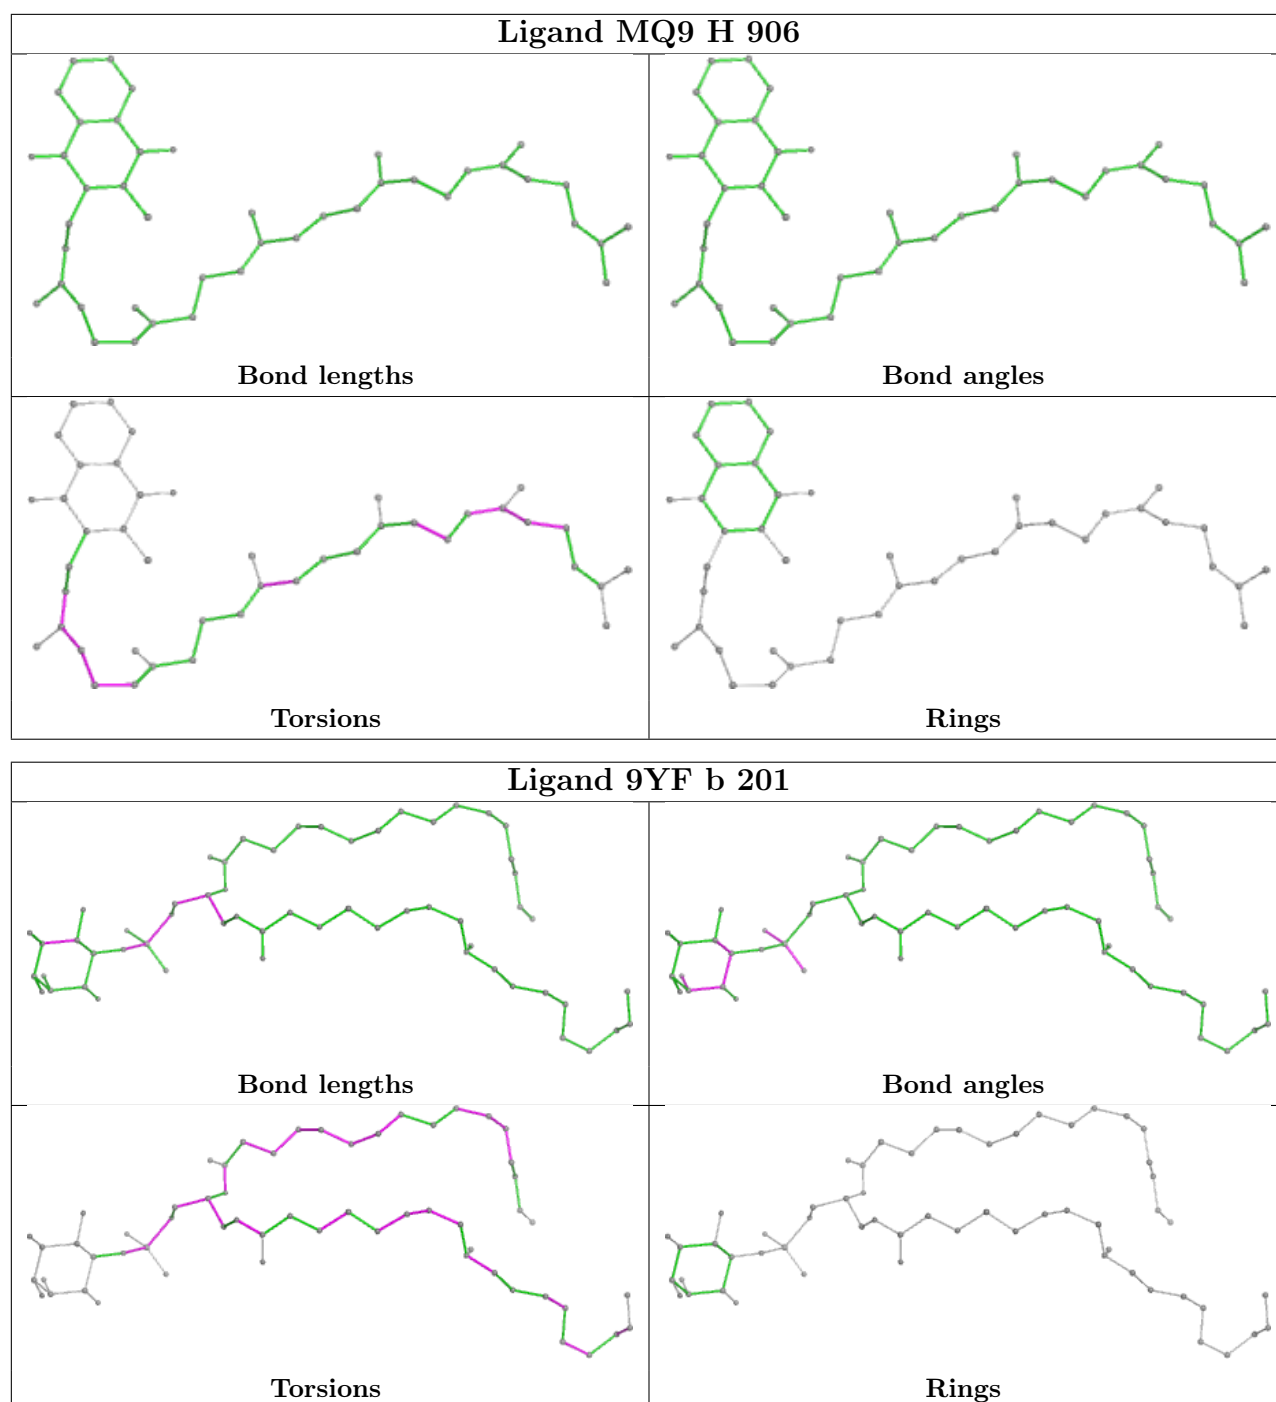 Ligand MQ9 H 906
Bond lengths
Bond angles
Torsions
Rings
Ligand 9YF b 201
Bond lengths
Bond angles
Torsions
Rings